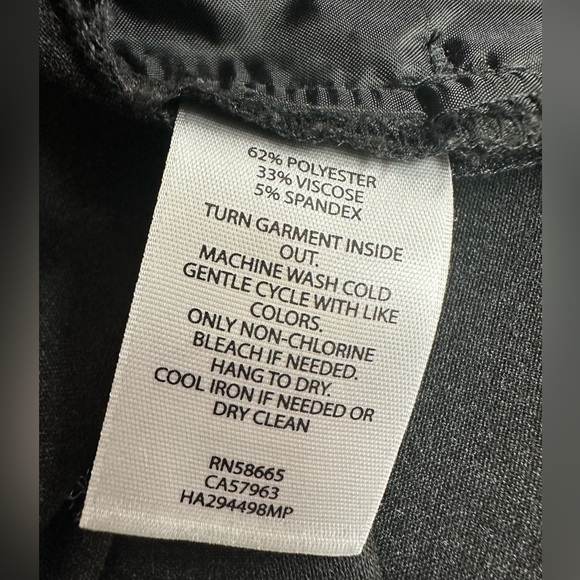 62% POLYESTER
33% VISCOSE
5% SPANDEX
TURN GARMENT INSIDE
OUT.
MACHINE WASH COLD
GENTLE CYCLE WITH LIKE
COLORS.
ONLY NON-CHLORINE
BLEACH IF NEEDED.
HANG TO DRY.
COOL IRON IF NEEDED OR
DRY CLEAN
RN58665
CA57963
HA294498MP